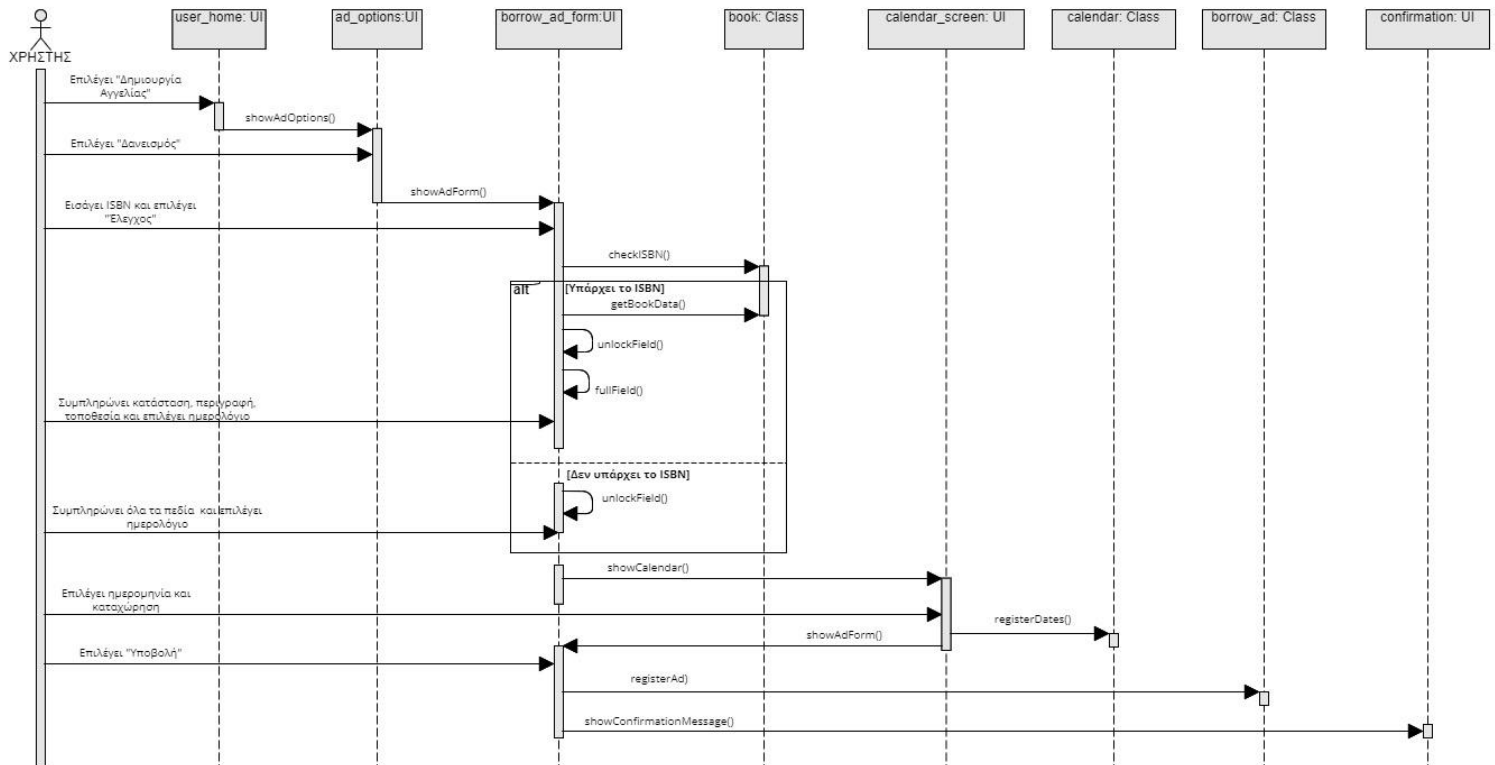 user_home: UI
ad_options:UI
borrow_ad_form:UI
book: Class
calendar_screen: UI
calendar: Class
borrow_ad: Class
confirmation: UI
ΧΡΗΣΤΗΣ
Επιλέγει "Δημιουργία
Αγγελίας"
showAdOptions()
Επιλέγει "Δανεισμός"
showAdForm()
Εισάγει ISBN και επιλέγει
"Έλεγχος"
checkISBN()
alt
[Υπάρχει το ISBN]
getBookData()
unlockField()
fullField()
Συμπληρώνει κατάσταση, περιγραφή,
τοποθεσία και επιλέγει ημερολόγιο
[Δεν υπάρχει το ISBN]
unlockField()
Συμπληρώνει όλα τα πεδία και επιλέγει
ημερολόγιο
showCalendar()
Επιλέγει ημερομηνία και
καταχώρηση
registerDates()
showAdForm()
Επιλέγει "Υποβολή"
registerAd)
showConfirmationMessage()